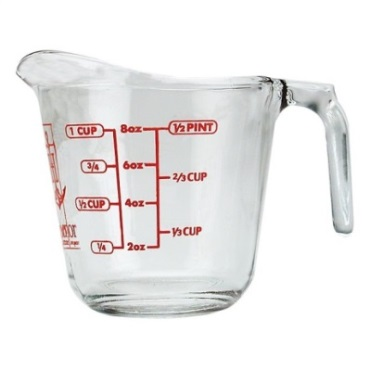 1 CUP 8oz 1/2 PINT
3/4 6oz
2/3 CUP
1/2 CUP 4oz
1/3 CUP
1/4 2oz